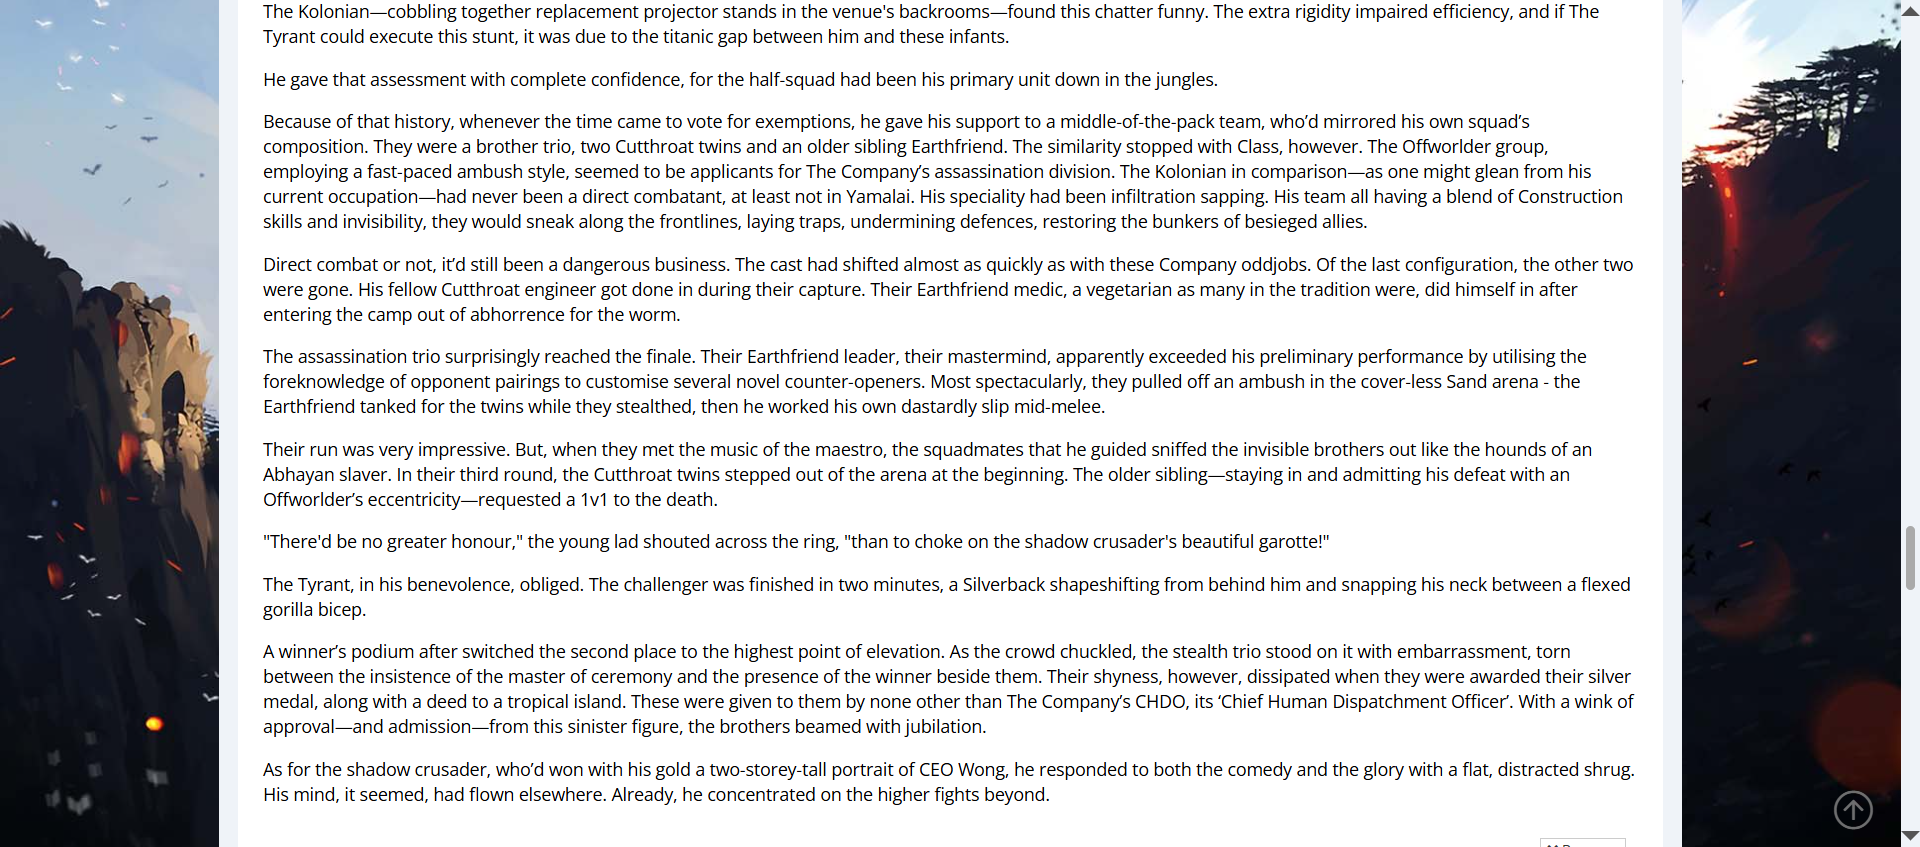 The Kolonian—cobbling together replacement projector stands in the venue's backrooms—found this chatter funny. The extra rigidity impaired efficiency, and if The
Tyrant could execute this stunt, it was due to the titanic gap between him and these infants.
He gave that assessment with complete confidence, for the half-squad had been his primary unit down in the jungles.
Because of that history, whenever the time came to vote for exemptions, he gave his support to a middle-of-the-pack team, who’d mirrored his own squad’s
composition. They were a brother trio, two Cutthroat twins and an older sibling Earthfriend. The similarity stopped with Class, however. The Offworlder group,
employing a fast-paced ambush style, seemed to be applicants for The Company’s assassination division. The Kolonian in comparison—as one might glean from his
current occupation—had never been a direct combatant, at least not in Yamalai. His speciality had been infiltration sapping. His team all having a blend of Construction
skills and invisibility, they would sneak along the frontlines, laying traps, undermining defences, restoring the bunkers of besieged allies.
Direct combat or not, it’d still been a dangerous business. The cast had shifted almost as quickly as with these Company oddjobs. Of the last configuration, the other two
were gone. His fellow Cutthroat engineer got done in during their capture. Their Earthfriend medic, a vegetarian as many in the tradition were, did himself in after
entering the camp out of abhorrence for the worm.
The assassination trio surprisingly reached the finale. Their Earthfriend leader, their mastermind, apparently exceeded his preliminary performance by utilising the
foreknowledge of opponent pairings to customise several novel counter-openers. Most spectacularly, they pulled off an ambush in the cover-less Sand arena - the
Earthfriend tanked for the twins while they stealthed, then he worked his own dastardly slip mid-melee.
Their run was very impressive. But, when they met the music of the maestro, the squadmates that he guided sniffed the invisible brothers out like the hounds of an
Abhayan slaver. In their third round, the Cutthroat twins stepped out of the arena at the beginning. The older sibling—staying in and admitting his defeat with an
Offworlder’s eccentricity—requested a 1v1 to the death.
"There'd be no greater honour," the young lad shouted across the ring, "than to choke on the shadow crusader's beautiful garotte!"
The Tyrant, in his benevolence, obliged. The challenger was finished in two minutes, a Silverback shapeshifting from behind him and snapping his neck between a flexed
gorilla bicep.
A winner’s podium after switched the second place to the highest point of elevation. As the crowd chuckled, the stealth trio stood on it with embarrassment, torn
between the insistence of the master of ceremony and the presence of the winner beside them. Their shyness, however, dissipated when they were awarded their silver
medal, along with a deed to a tropical island. These were given to them by none other than The Company’s CHDO, its ‘Chief Human Dispatchment Officer’. With a wink of
approval—and admission—from this sinister figure, the brothers beamed with jubilation.
As for the shadow crusader, who’d won with his gold a two-storey-tall portrait of CEO Wong, he responded to both the comedy and the glory with a flat, distracted shrug.
His mind, it seemed, had flown elsewhere. Already, he concentrated on the higher fights beyond.